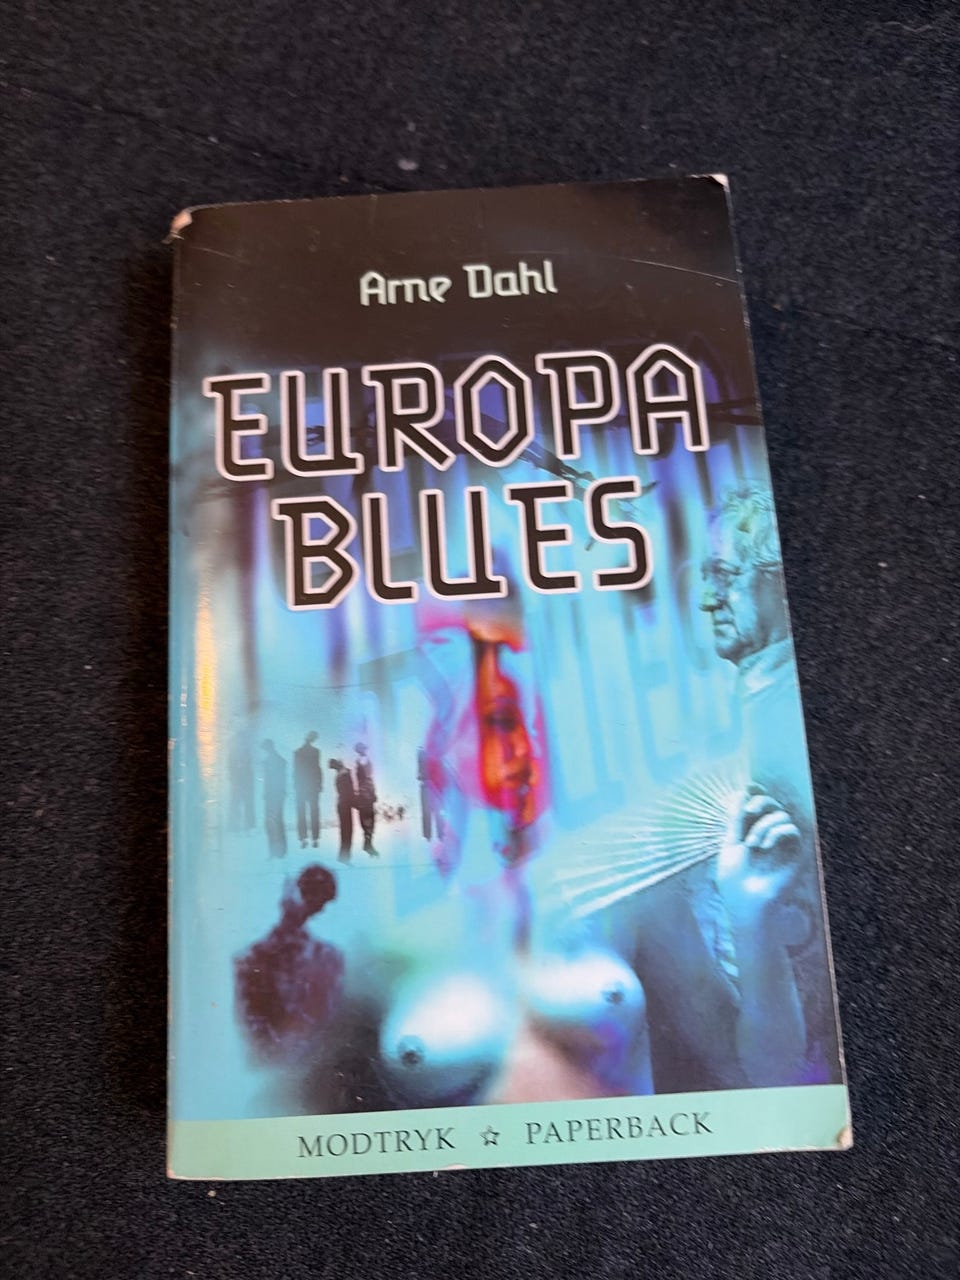 Arne Dahl
EUROPA
BLUES
MODTRYK ☆ PAPERBACK